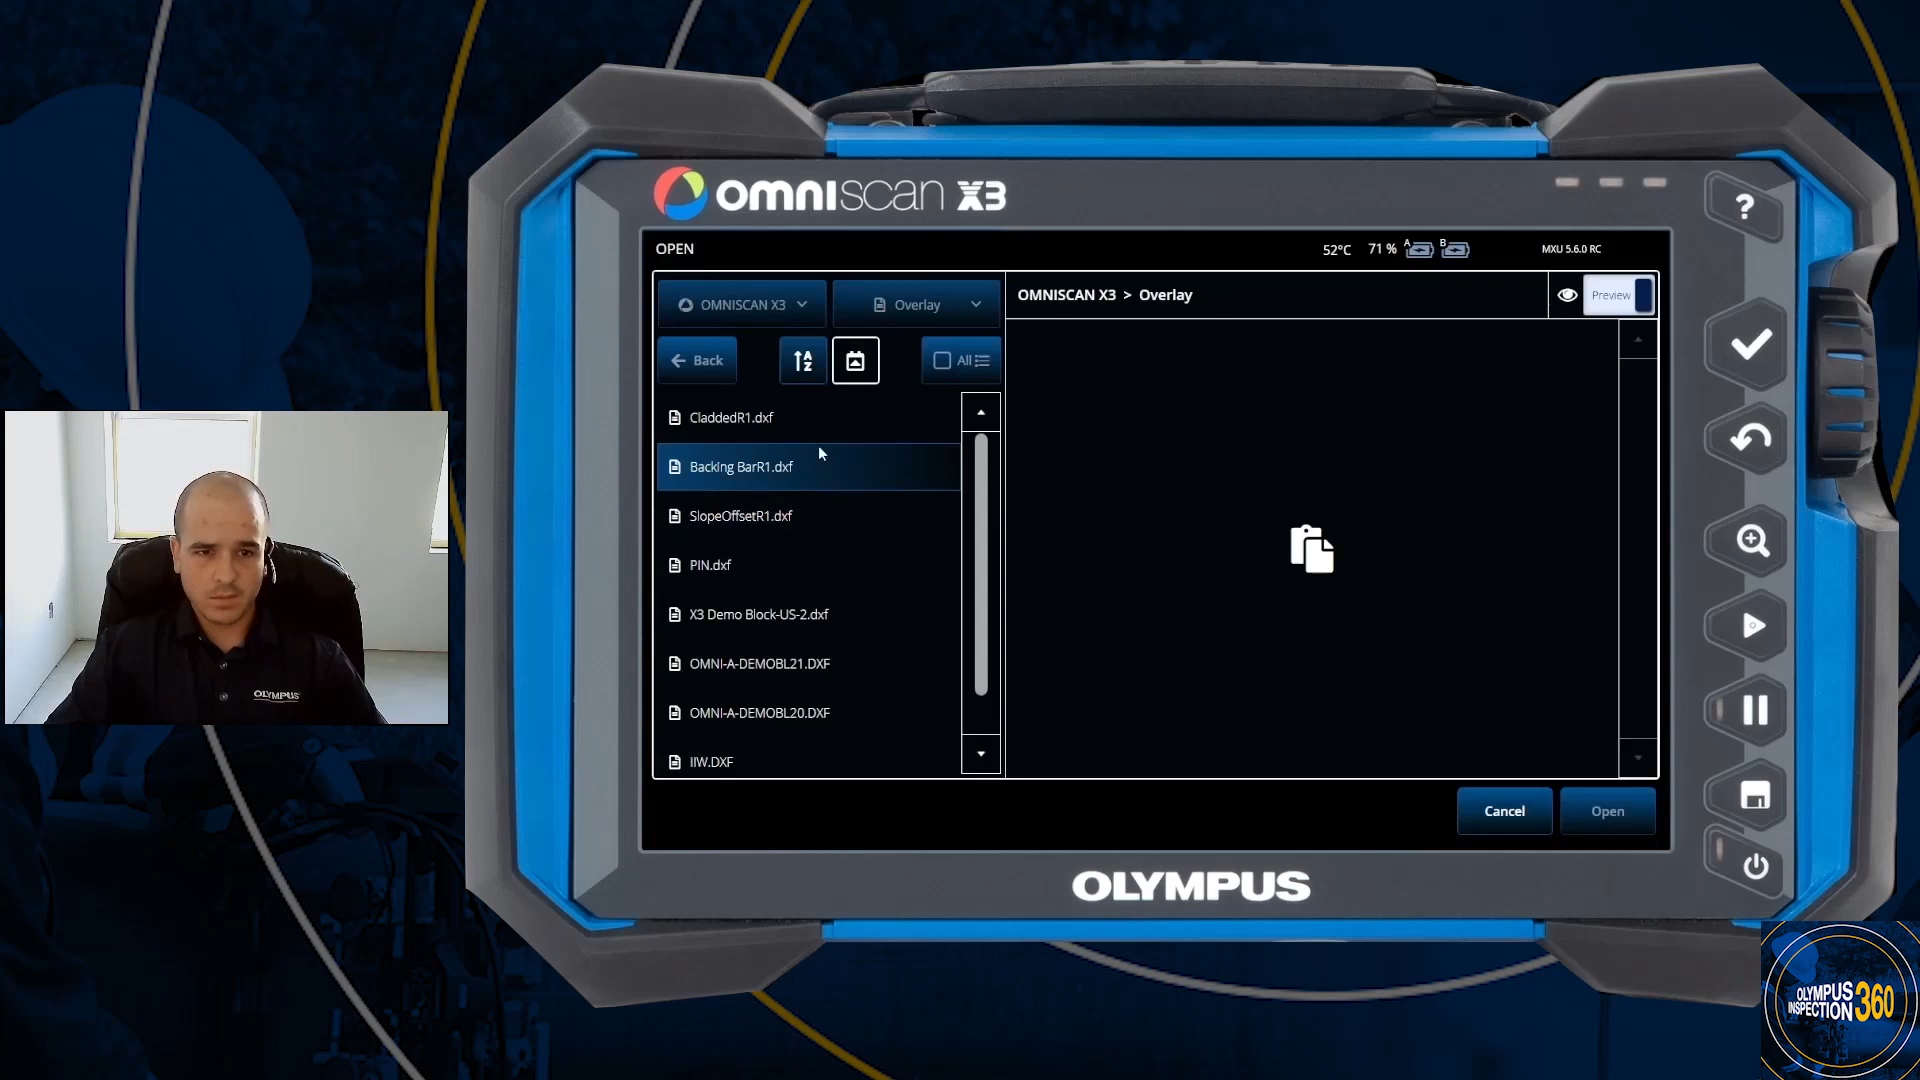 OMNISCAN X3
?
OPEN
52°C 71 % A B MXU 5.6.0 RC
OMNISCAN X3 Overlay
OMNISCAN X3 > Overlay
Preview
Back
A
Z
All
CladdedR1.dxf
Backing BarR1.dxf
SlopeOffsetR1.dxf
PIN.dxf
X3 Demo Block-US-2.dxf
OMNI-A-DEMOBL21.DXF
OMNI-A-DEMOBL20.DXF
IIW.DXF
Cancel Open
OLYMPUS
OLYMPUS
OLYMPUS
INSPECTION 360